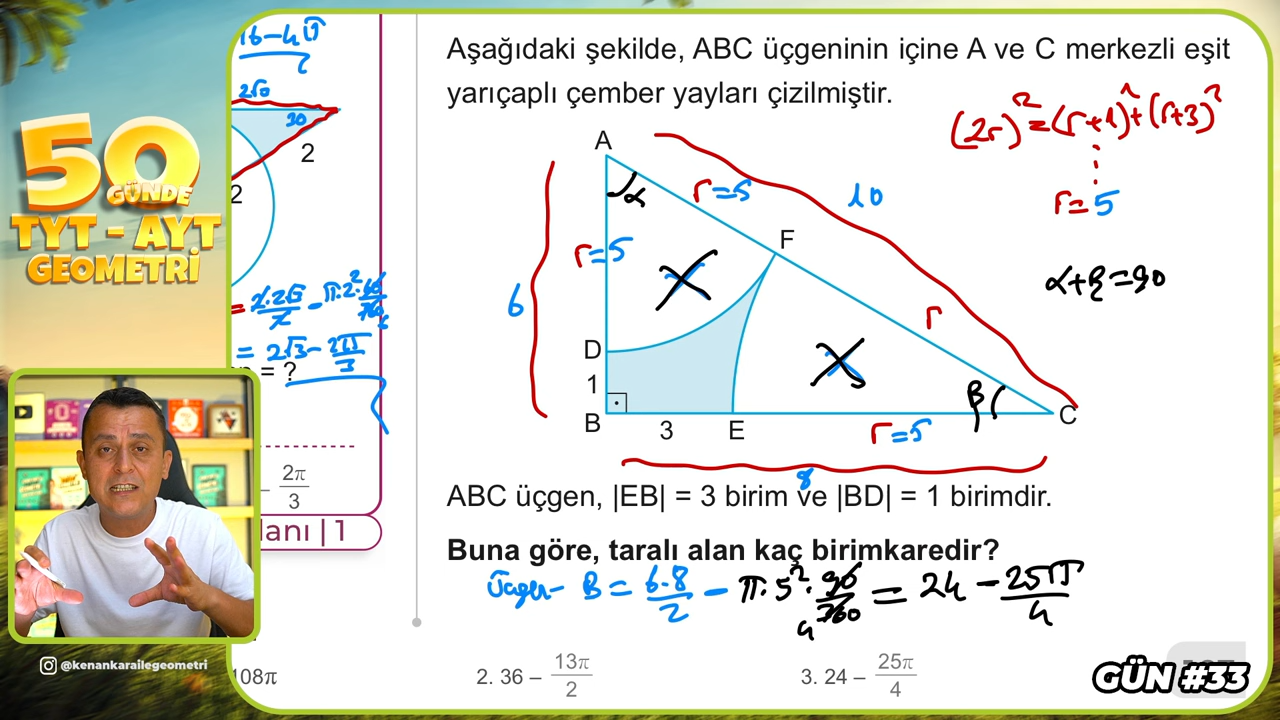 50
GÜNDE
TYT - AYT
GEOMETRİ
16-4π
2√0
30
2
2
= 2√3 - 2π/3
= ?
- 2π/3
anı | 1
Aşağıdaki şekilde, ABC üçgeninin içine A ve C merkezli eşit
yarıçaplı çember yayları çizilmiştir.
(2r)² = (r+1)² + (r+3)²
r = 5
α+β=90
A
α
r=5
10
r=5
F
6
r
D
1
B
3
E
r=5
β
C
8
ABC üçgen, |EB| = 3 birim ve |BD| = 1 birimdir.
Buna göre, taralı alan kaç birimkaredir?
Üçgen - B = 6·8/2 - π·5²·90/360 = 24 - 25π/4
4
@kenankarailegeometri
108π
2. 36 – 13π/2
3. 24 – 25π/4
GÜN #33